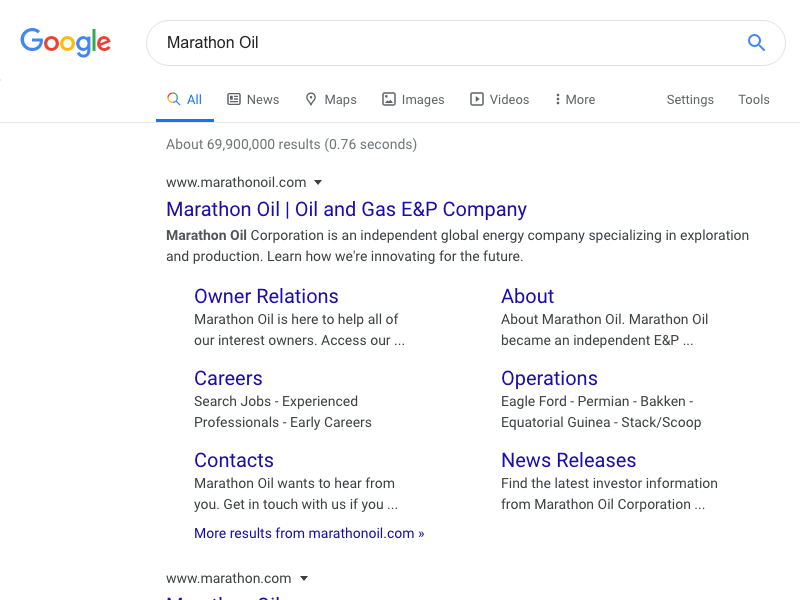 Google
Marathon Oil
All News Maps Images Videos More Settings Tools
About 69,900,000 results (0.76 seconds)
www.marathonoil.com
Marathon Oil | Oil and Gas E&P Company
Marathon Oil Corporation is an independent global energy company specializing in exploration
and production. Learn how we're innovating for the future.
Owner Relations
Marathon Oil is here to help all of
our interest owners. Access our ...
About
About Marathon Oil. Marathon Oil
became an independent E&P ...
Careers
Search Jobs - Experienced
Professionals - Early Careers
Operations
Eagle Ford - Permian - Bakken -
Equatorial Guinea - Stack/Scoop
Contacts
Marathon Oil wants to hear from
you. Get in touch with us if you ...
News Releases
Find the latest investor information
from Marathon Oil Corporation ...
More results from marathonoil.com »
www.marathon.com